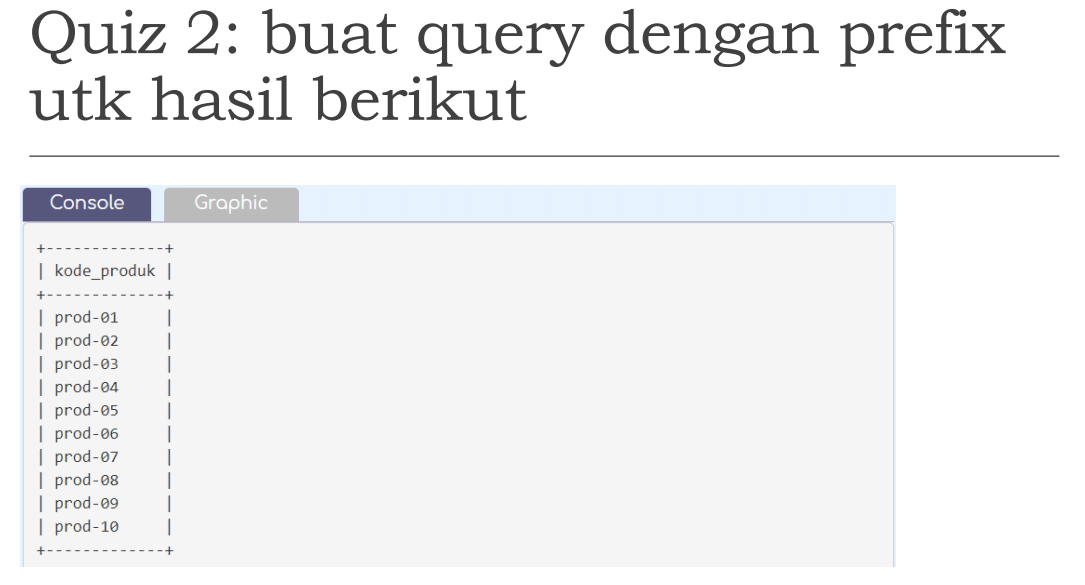 Quiz 2: buat query dengan prefix
utk hasil berikut
Console Graphic
+-------------+
| kode_produk |
+-------------+
| prod-01     |
| prod-02     |
| prod-03     |
| prod-04     |
| prod-05     |
| prod-06     |
| prod-07     |
| prod-08     |
| prod-09     |
| prod-10     |
+-------------+